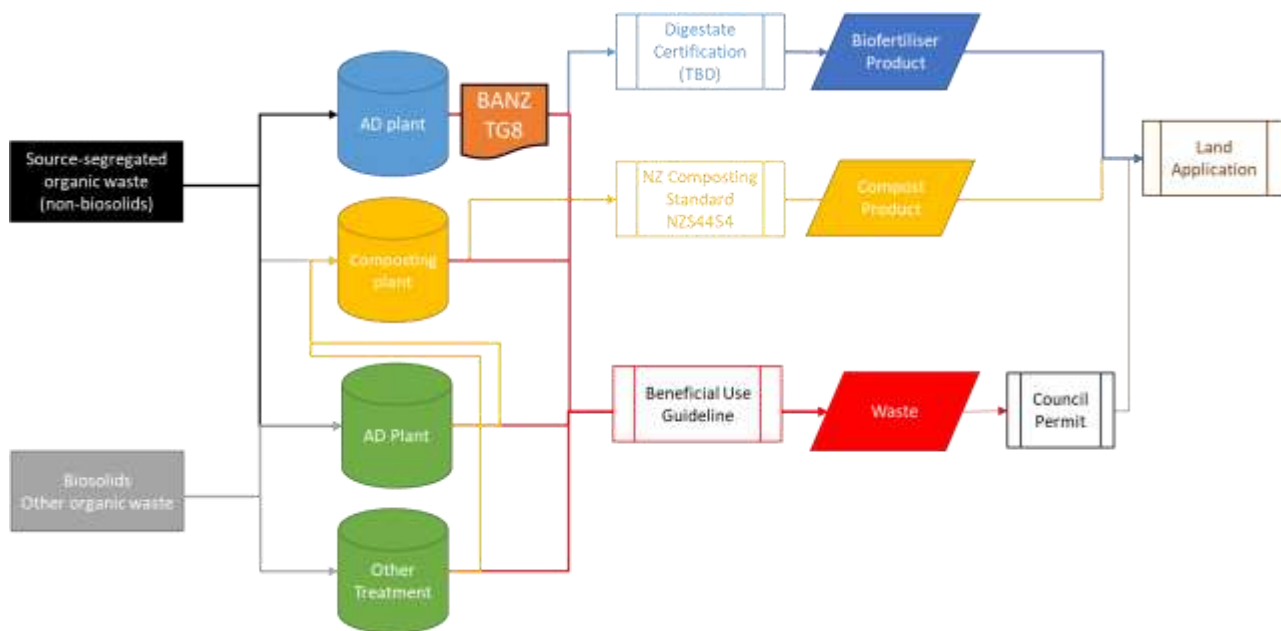 Source-segregated
organic waste
(non-biosolids)
Biosolids
Other organic waste
AD plant
BANZ
TG8
Composting
plant
AD Plant
Other
Treatment
Digestate
Certification
(TBD)
Biofertiliser
Product
NZ Composting
Standard
NZS4454
Compost
Product
Beneficial Use
Guideline
Waste
Council
Permit
Land
Application